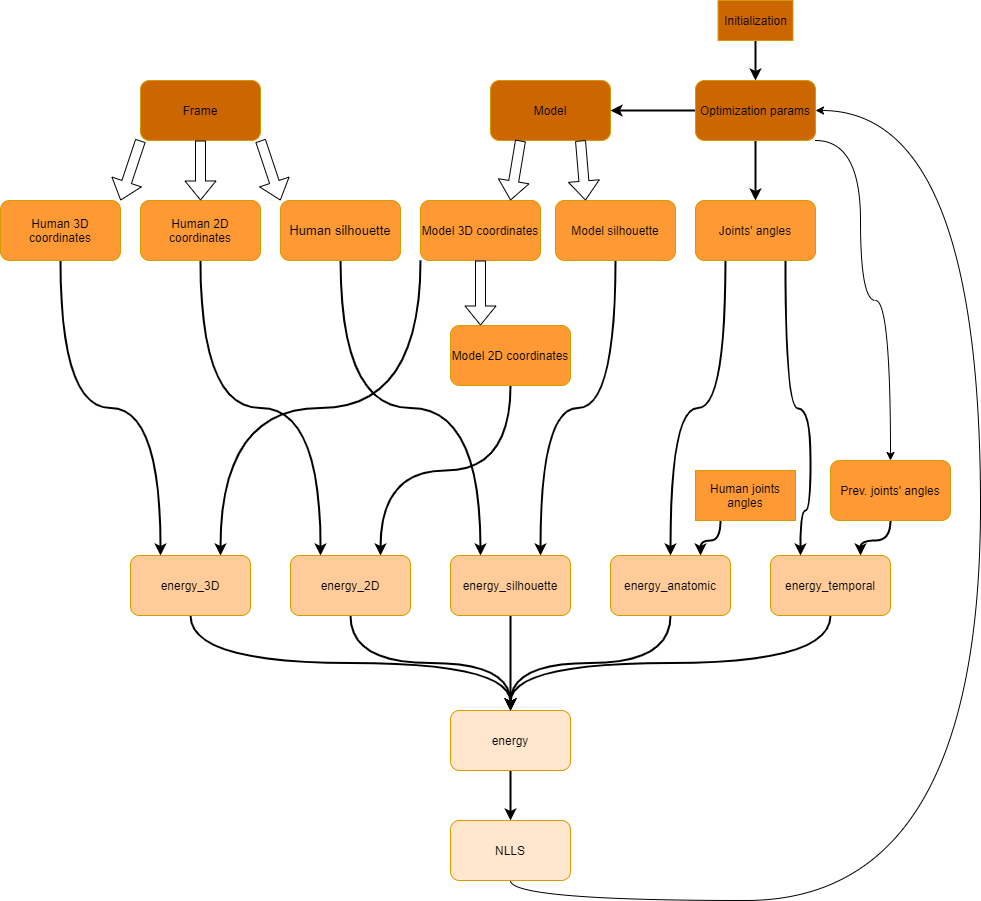 Initialization
Frame
Model
Optimization params
Human 3D
coordinates
Human 2D
coordinates
Human silhouette
Model 3D coordinates
Model silhouette
Joints' angles
Model 2D coordinates
Human joints
angles
Prev. joints' angles
energy_3D
energy_2D
energy_silhouette
energy_anatomic
energy_temporal
energy
NLLS